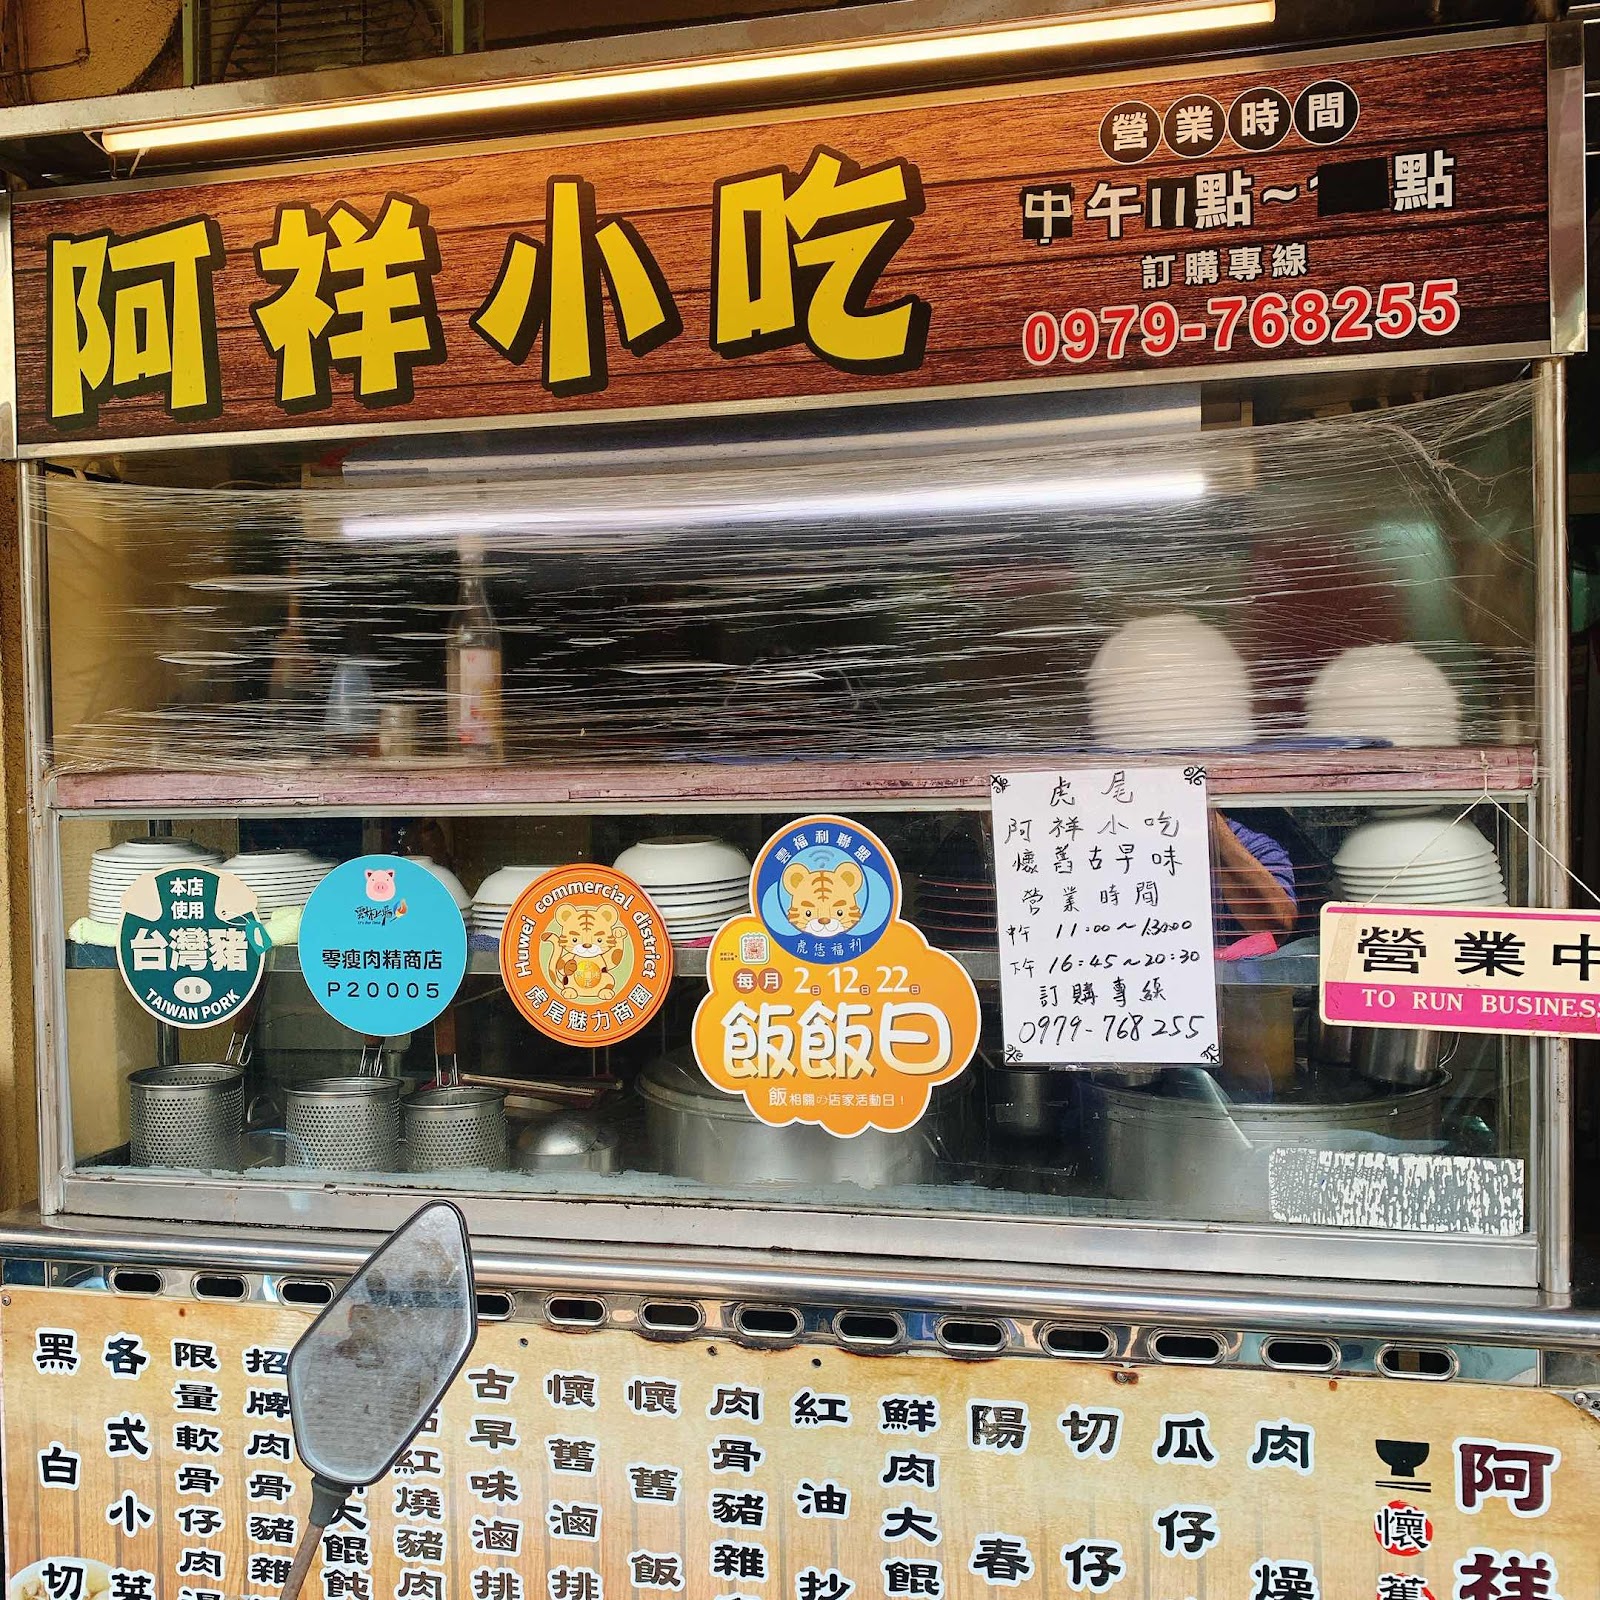 阿祥小吃
營業時間
中午11點~1 點
訂購專線
0979-768255
虎尾
阿祥小吃
懷舊古早味
營業時間
中午 11:00~13:00
下午 16:45~20:30
訂購專線
0979-768255
本店
使用
台灣豬
TAIWAN PORK
零瘦肉精商店
P20005
Huwei commercial district
虎尾魅力商圈
雲福利聯盟
虎恁福利
每月 2日 12日 22日
飯飯日
飯相關の店家活動日！
營業中
TO RUN BUSINESS
阿祥
懷舊
肉燥
瓜仔
切仔
陽春
鮮肉大餛
紅油抄
肉骨豬雜
懷舊飯
懷舊滷排
古早味滷排
紅燒豬肉
大餛飩
招牌肉骨豬雜
限量軟骨仔肉湯
各式小菜
黑白切